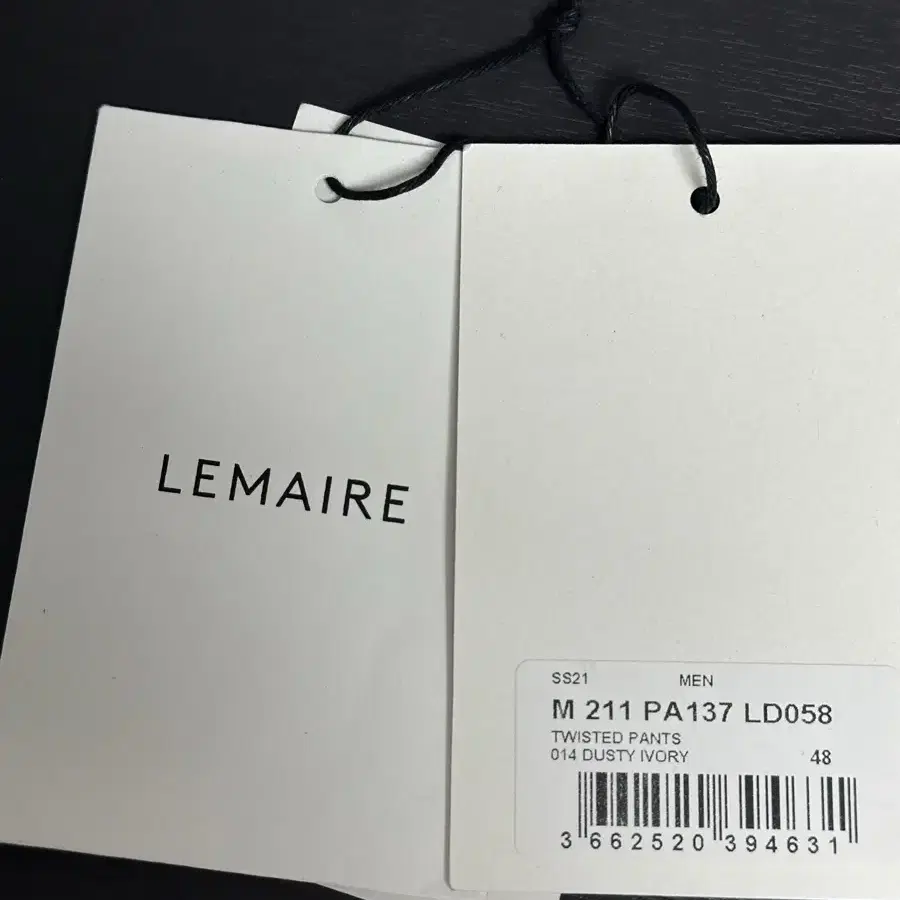 LEMAIRE
SS21 MEN
M 211 PA137 LD058
TWISTED PANTS
014 DUSTY IVORY 48
3 662520 394631